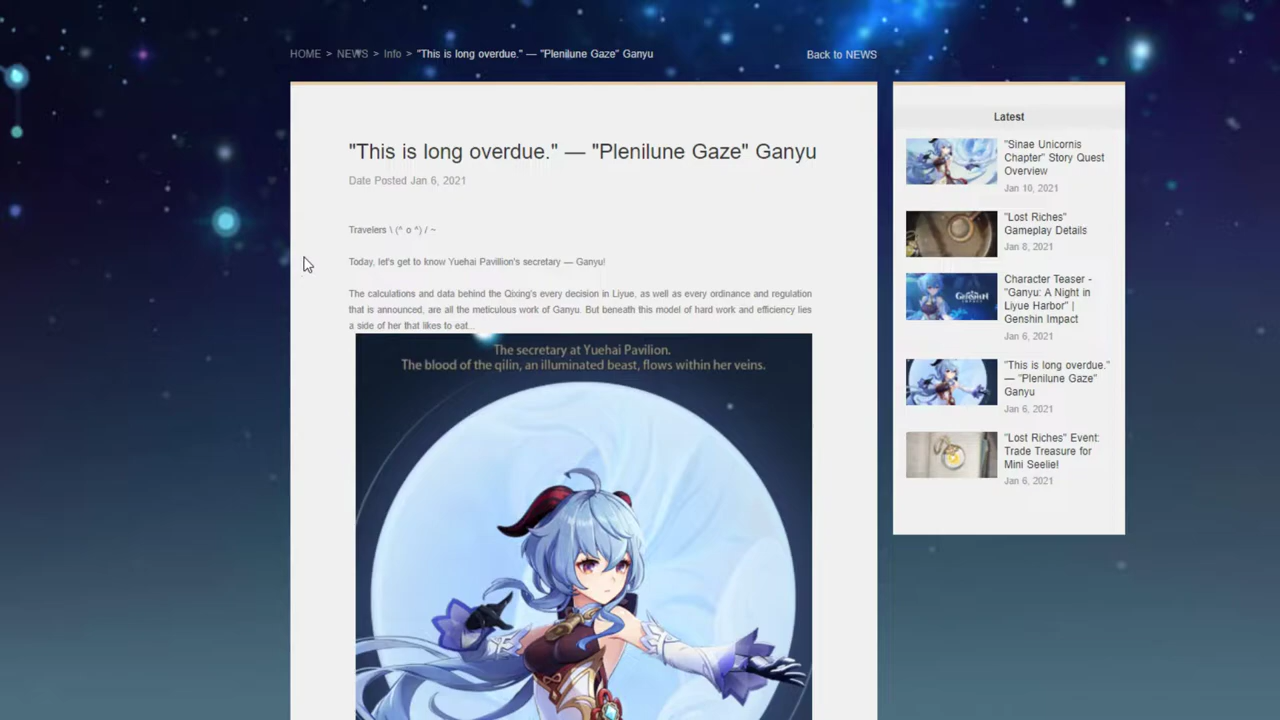 HOME > NEWS > Info > "This is long overdue." — "Plenilune Gaze" Ganyu
Back to NEWS
"This is long overdue." — "Plenilune Gaze" Ganyu
Date Posted Jan 6, 2021
Travelers \ (^ o ^) / ~
Today, let's get to know Yuehai Pavillion's secretary — Ganyu!
The calculations and data behind the Qixing's every decision in Liyue, as well as every ordinance and regulation
that is announced, are all the meticulous work of Ganyu. But beneath this model of hard work and efficiency lies
a side of her that likes to eat...
The secretary at Yuehai Pavilion.
The blood of the qilin, an illuminated beast, flows within her veins.
Latest
"Sinae Unicornis
Chapter" Story Quest
Overview
Jan 10, 2021
"Lost Riches"
Gameplay Details
Jan 8, 2021
GENSHIN
IMPACT
Character Teaser -
"Ganyu: A Night in
Liyue Harbor" |
Genshin Impact
Jan 6, 2021
"This is long overdue."
— "Plenilune Gaze"
Ganyu
Jan 6, 2021
"Lost Riches" Event:
Trade Treasure for
Mini Seelie!
Jan 6, 2021